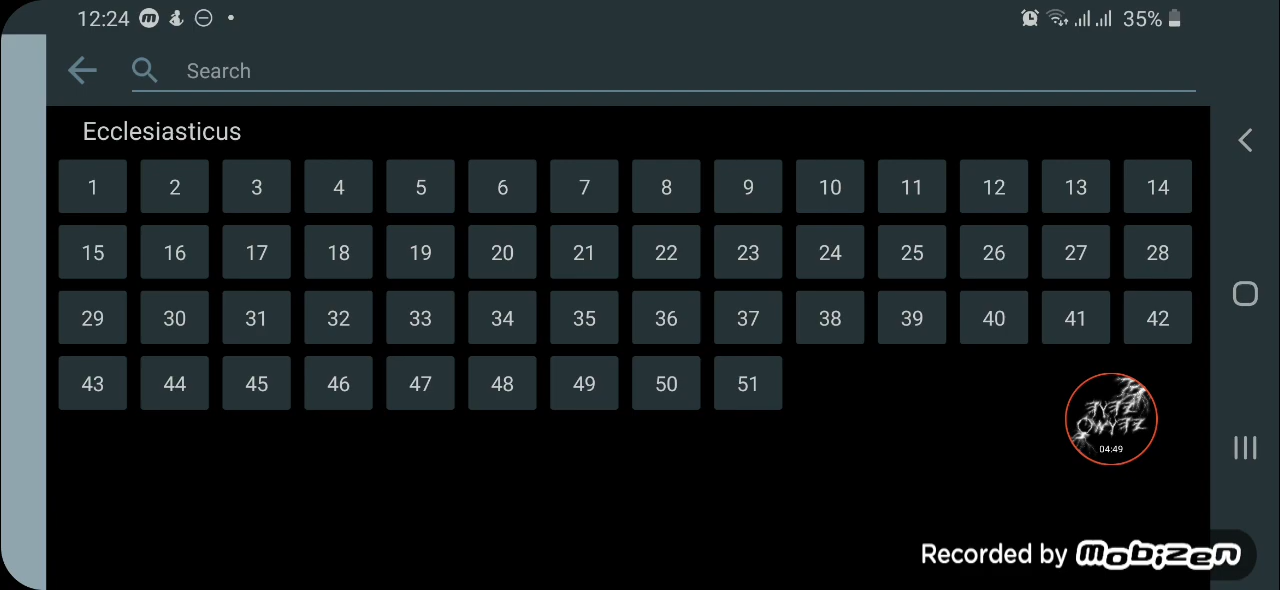 12:24
35%
Search
Ecclesiasticus
1 2 3 4 5 6 7 8 9 10 11 12 13 14
15 16 17 18 19 20 21 22 23 24 25 26 27 28
29 30 31 32 33 34 35 36 37 38 39 40 41 42
43 44 45 46 47 48 49 50 51
04:49
Recorded by Mobizen